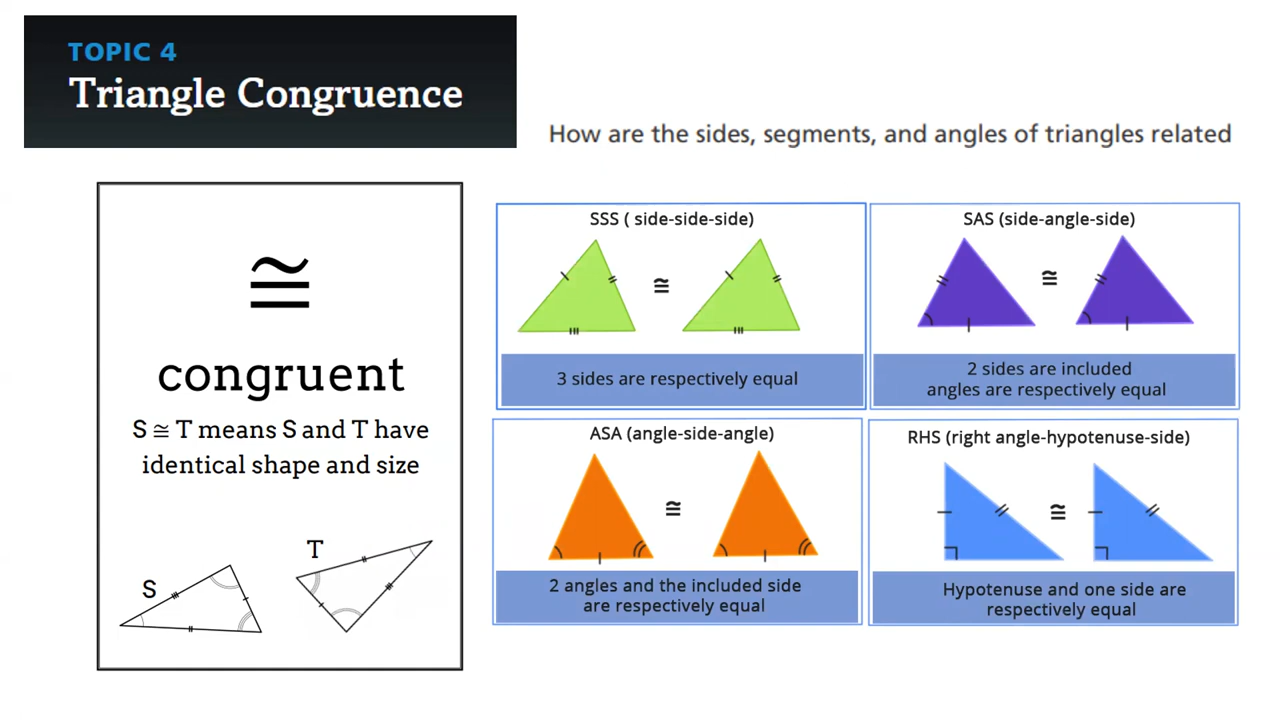 TOPIC 4
Triangle Congruence
How are the sides, segments, and angles of triangles related
≅
congruent
S ≅ T means S and T have
identical shape and size
S
T
SSS ( side-side-side)
≅
3 sides are respectively equal
SAS (side-angle-side)
≅
2 sides are included
angles are respectively equal
ASA (angle-side-angle)
≅
2 angles and the included side
are respectively equal
RHS (right angle-hypotenuse-side)
≅
Hypotenuse and one side are
respectively equal